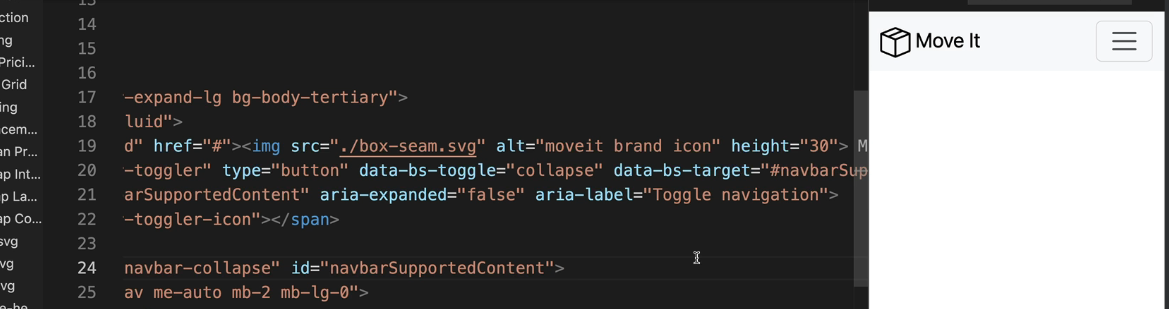 ction
ng
Prici...
Grid
ing
acem...
an Pr...
ap Int...
ap La...
ap Co...
svg
vg
vg
13
14
15
16
17 -expand-lg bg-body-tertiary">
18 luid">
19 d" href="#"><img src="./box-seam.svg" alt="moveit brand icon" height="30"> M
20 -toggler" type="button" data-bs-toggle="collapse" data-bs-target="#navbarSup
21 arSupportedContent" aria-expanded="false" aria-label="Toggle navigation">
22 -toggler-icon"></span>
23
24 navbar-collapse" id="navbarSupportedContent">
25 av me-auto mb-2 mb-lg-0">
Move It